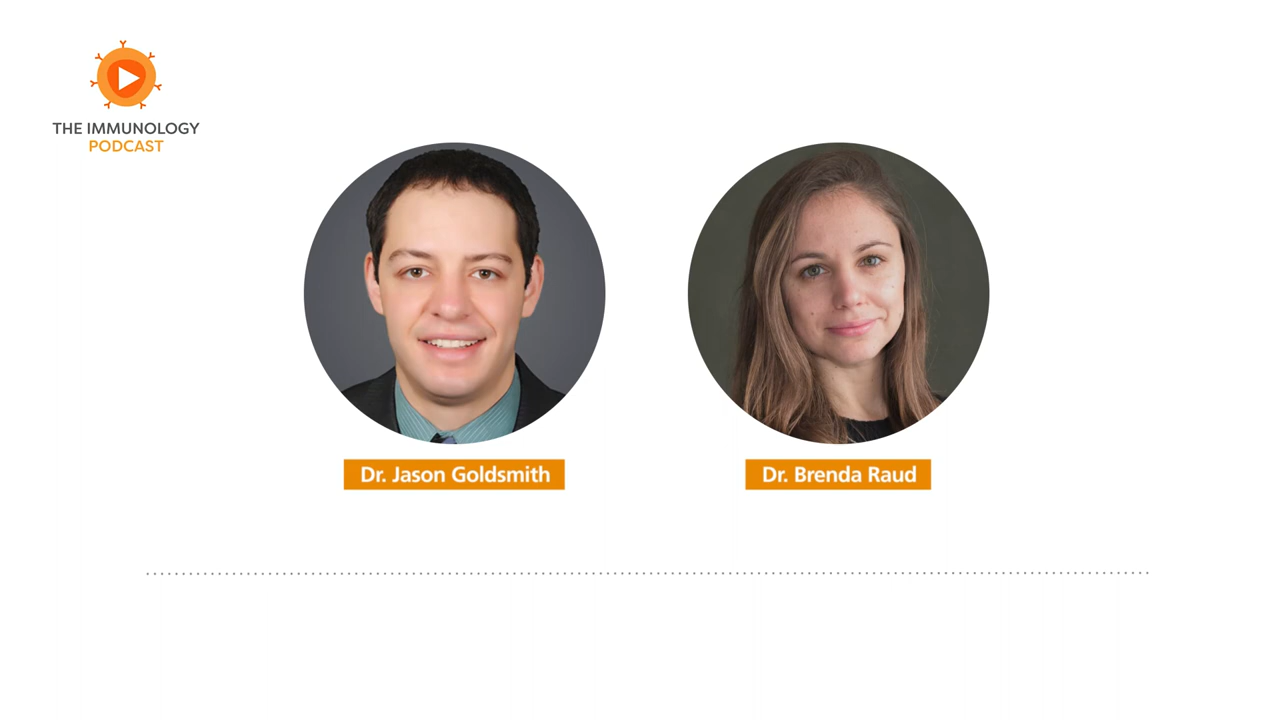 THE IMMUNOLOGY
PODCAST
Dr. Jason Goldsmith
Dr. Brenda Raud